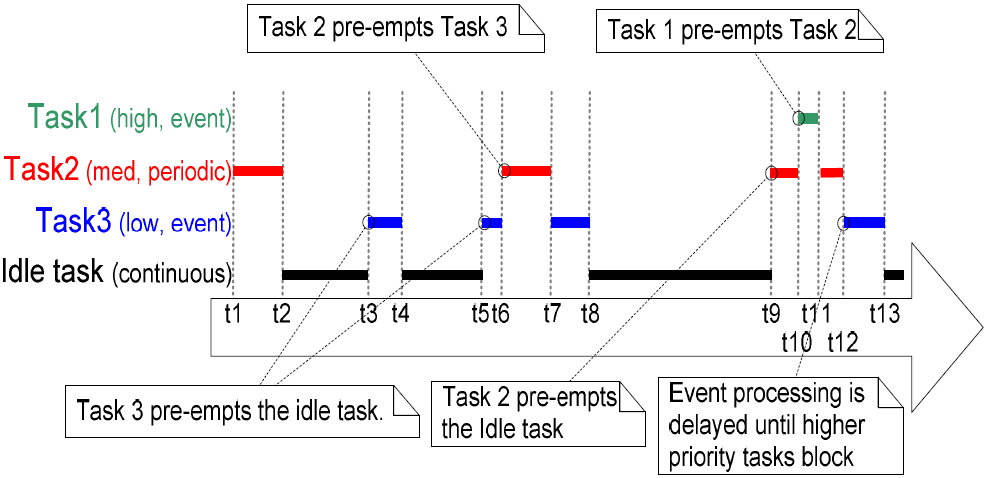 Task 2 pre-empts Task 3
Task 1 pre-empts Task 2
Task1 (high, event)
Task2 (med, periodic)
Task3 (low, event)
Idle task (continuous)
t1 t2 t3 t4 t5 t6 t7 t8 t9 t11 t13
t10 t12
Task 3 pre-empts the idle task.
Task 2 pre-empts
the Idle task
Event processing is
delayed until higher
priority tasks block